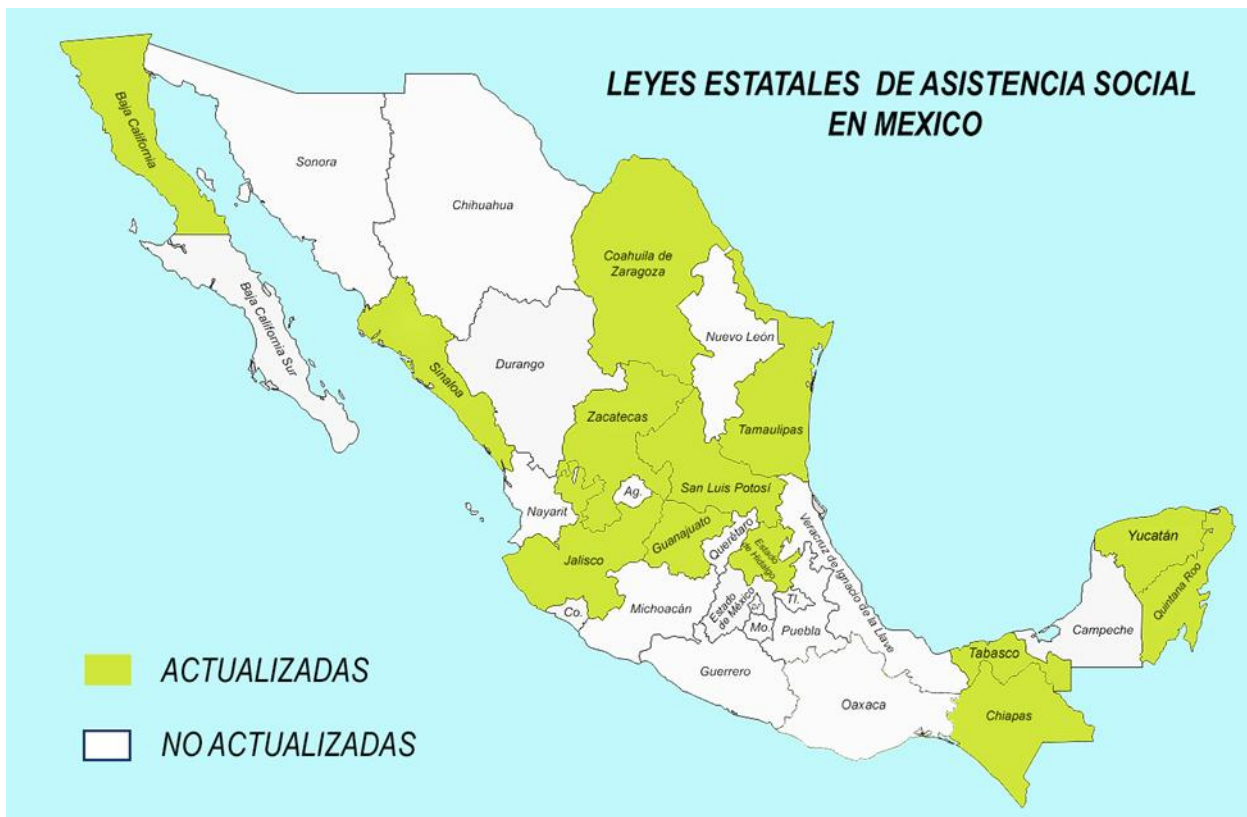 LEYES ESTATALES DE ASISTENCIA SOCIAL
EN MEXICO
Baja California
Sonora
Chihuahua
Coahuila de
Zaragoza
Baja California Sur
Nuevo León
Durango
Sinaloa
Zacatecas
Tamaulipas
Ag.
San Luis Potosí
Nayarit
Guanajuato
Querétaro
Estado
de Hidalgo
Veracruz de Ignacio de la Llave
Yucatán
Jalisco
Quintana Roo
Co.
Michoacán
Estado
de México
Tl.
Mo.
Puebla
Campeche
Tabasco
Guerrero
Oaxaca
Chiapas
ACTUALIZADAS
NO ACTUALIZADAS